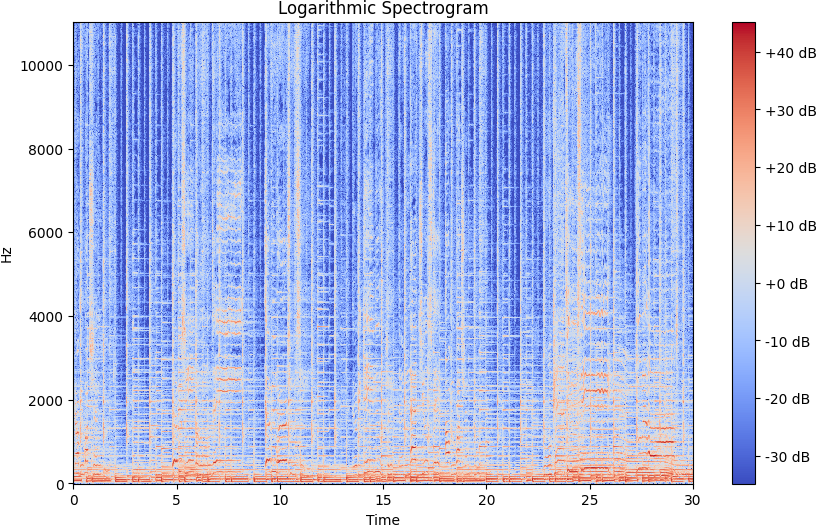 Logarithmic Spectrogram
Hz
10000
8000
6000
4000
2000
0
0 5 10 15 20 25 30
Time
+40 dB
+30 dB
+20 dB
+10 dB
+0 dB
-10 dB
-20 dB
-30 dB